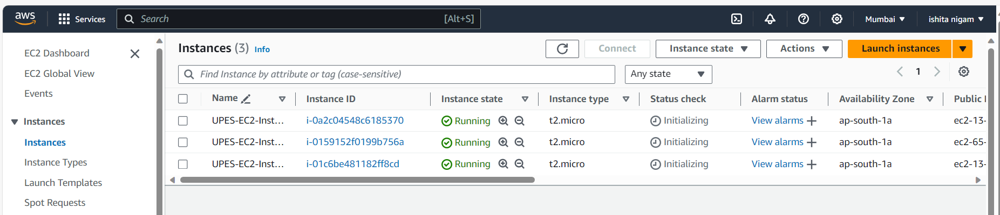 aws Services Search [Alt+S] Mumbai ishita nigam
EC2 Dashboard
EC2 Global View
Events
Instances
Instances
Instance Types
Launch Templates
Spot Requests
Instances (3) Info Connect Instance state Actions Launch instances
Find Instance by attribute or tag (case-sensitive) Any state 1
Name Instance ID Instance state Instance type Status check Alarm status Availability Zone Public
UPES-EC2-Inst... i-0a2c04548c6185370 Running t2.micro Initializing View alarms + ap-south-1a ec2-13-
UPES-EC2-Inst... i-0159152f0199b756a Running t2.micro Initializing View alarms + ap-south-1a ec2-65-
UPES-EC2-Inst... i-01c6be481182ff8cd Running t2.micro Initializing View alarms + ap-south-1a ec2-13-